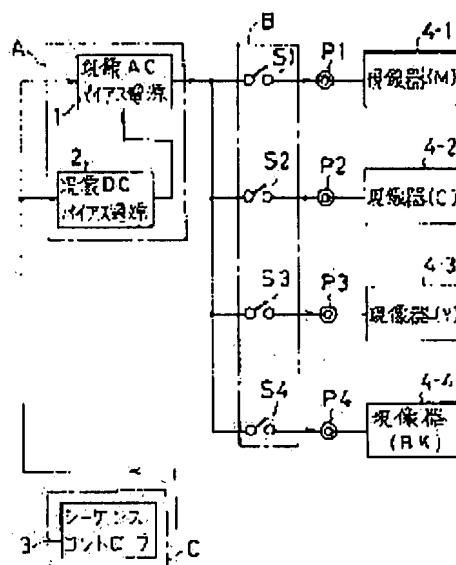 A
1
現像AC
バイアス電源
2
現像DC
バイアス電源
B
S1
P1
4-1
現像器(M)
S2
P2
4-2
現像器(C)
S3
P3
4-3
現像器(Y)
S4
P4
4-4
現像器
(BK)
3
シーケンス
コントローラ
C